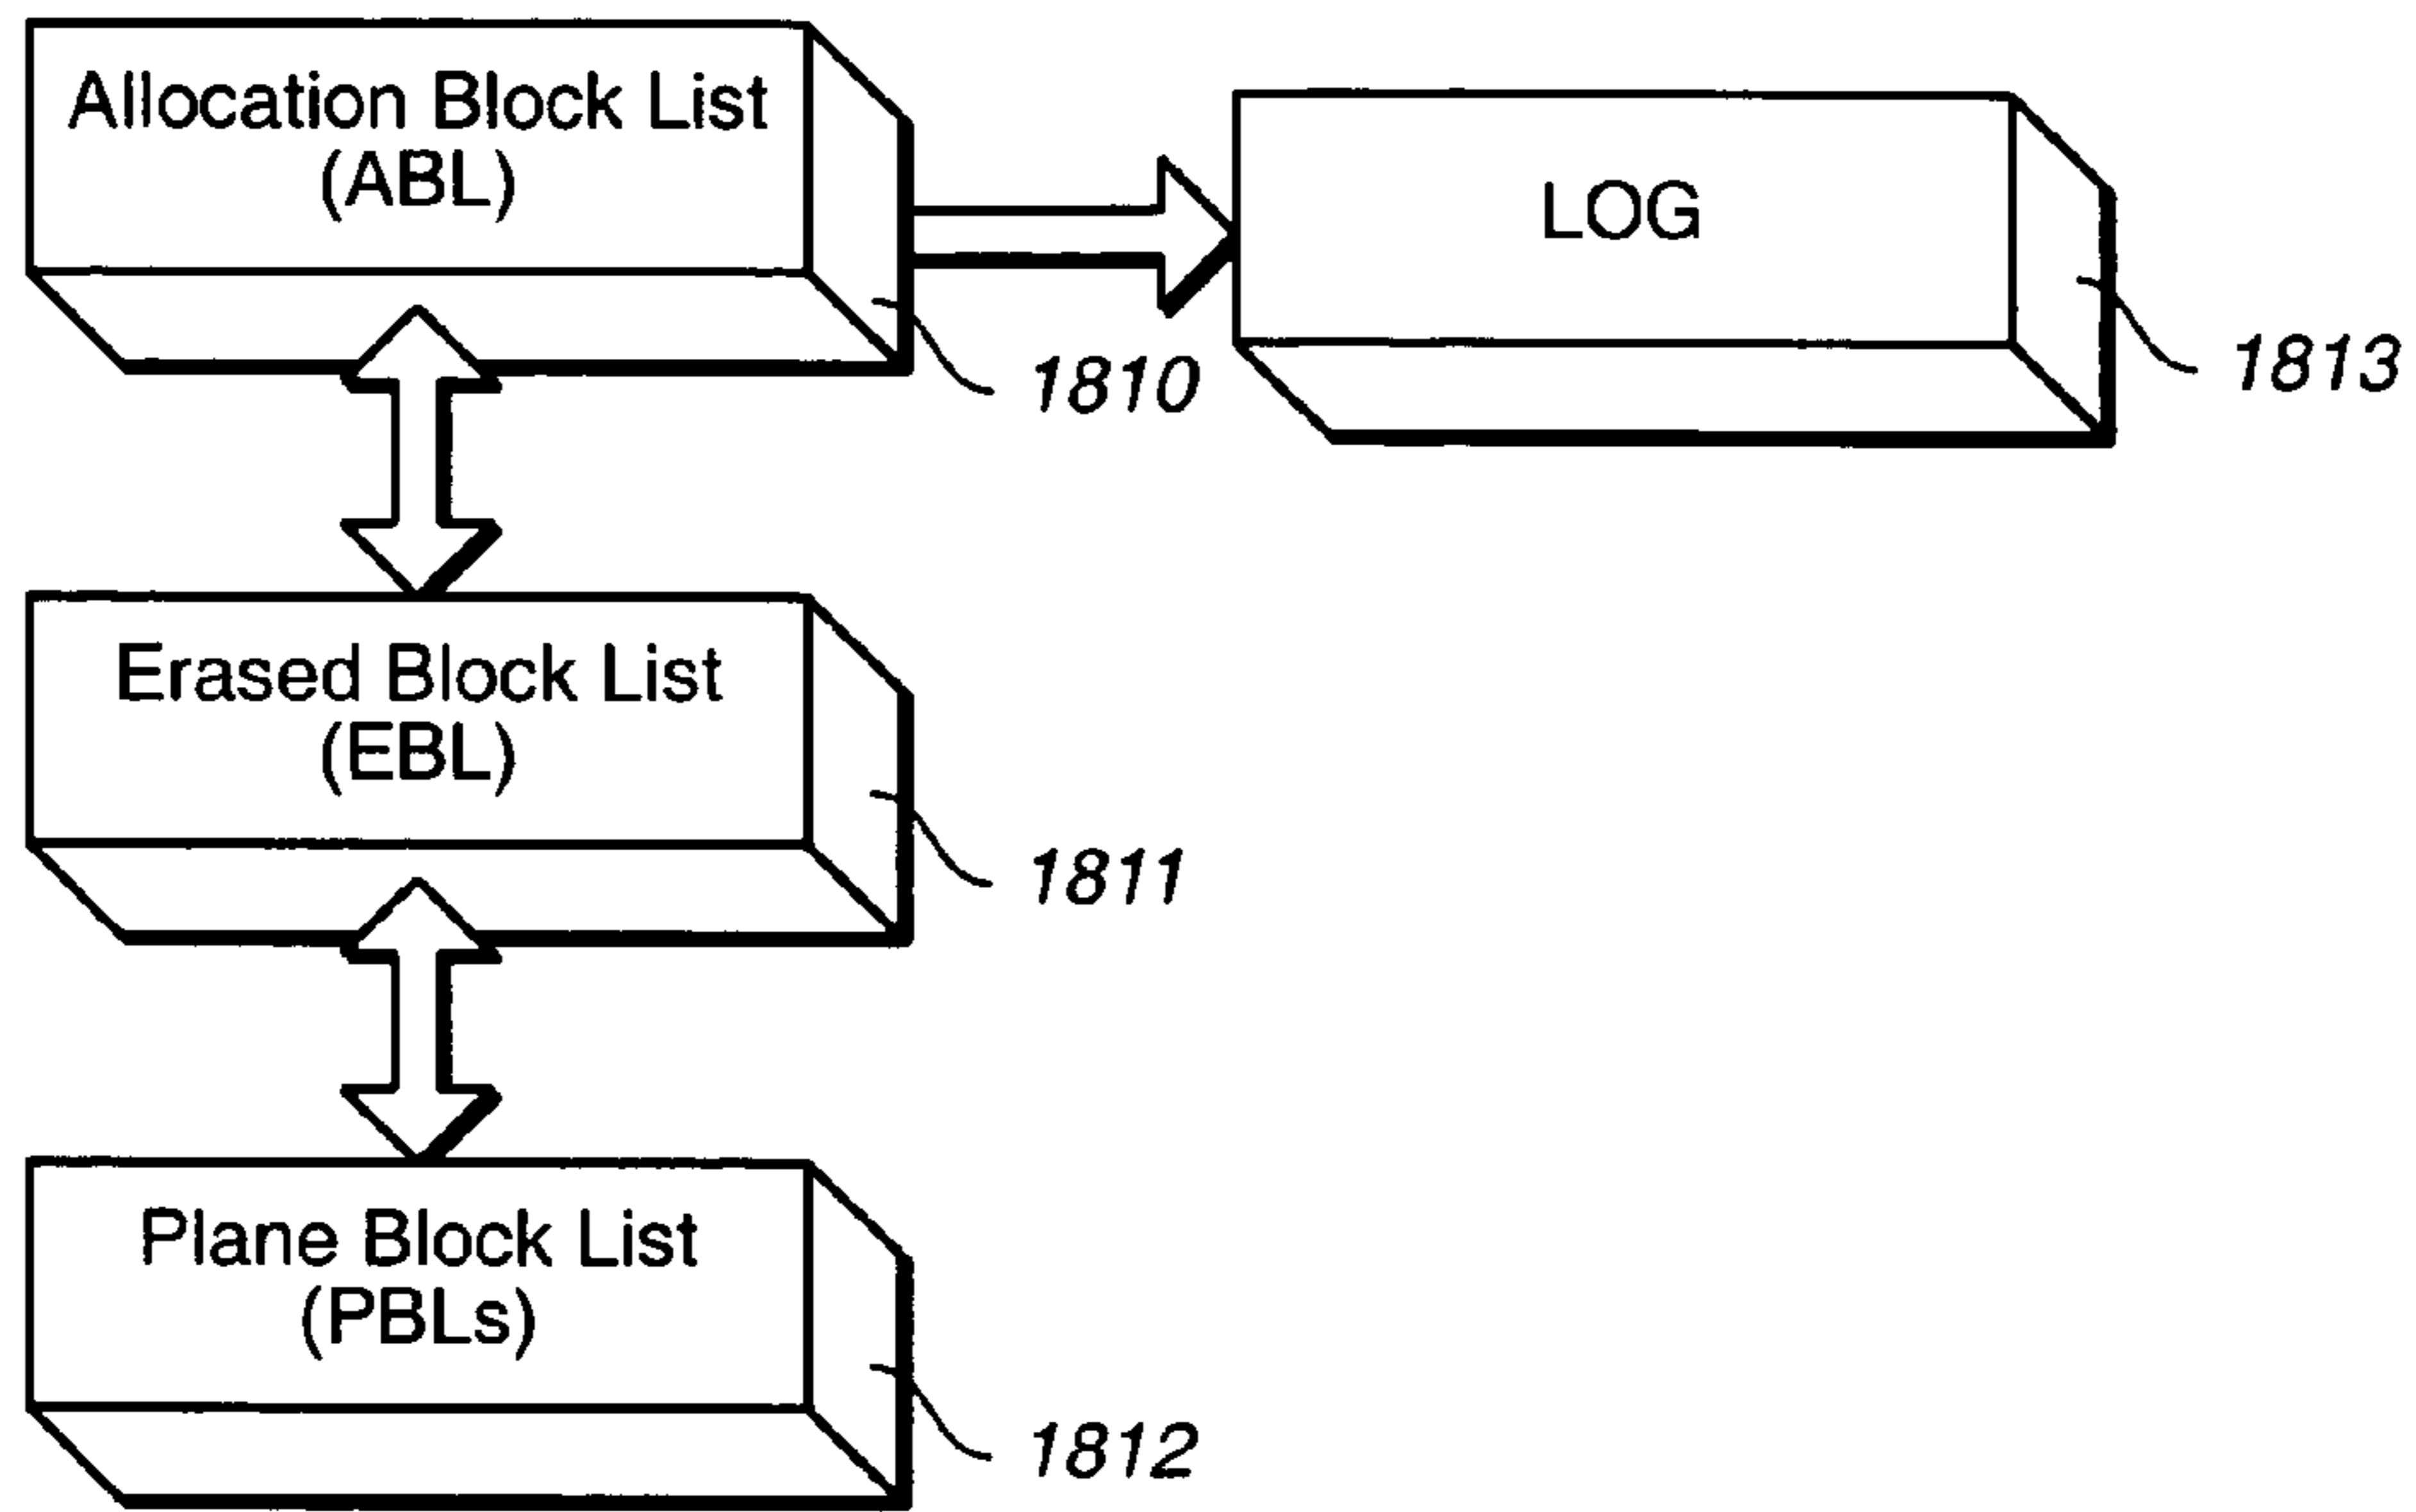 Allocation Block List
(ABL)
LOG
1810
1813
Erased Block List
(EBL)
1811
Plane Block List
(PBLs)
1812